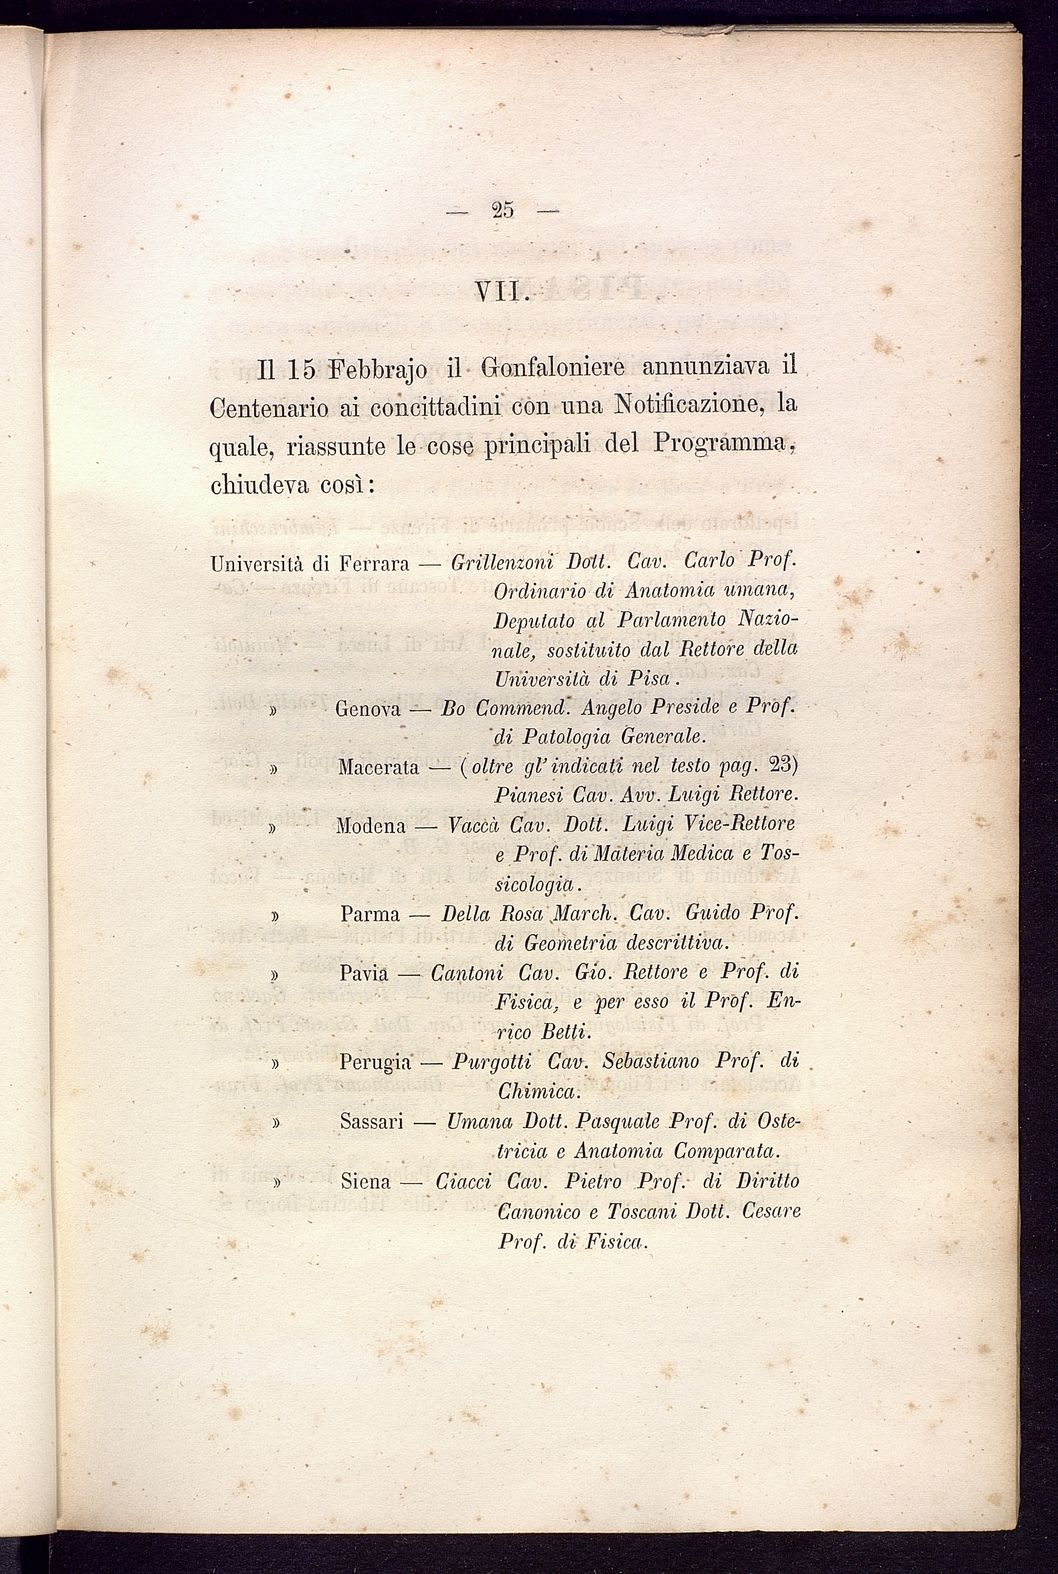 — 25 —
VII.
Il 15 Febbrajo il Gonfaloniere annunziava il
Centenario ai concittadini con una Notificazione, la
quale, riassunte le cose principali del Programma,
chiudeva così:
Università di Ferrara — Grillenzoni Dott. Cav. Carlo Prof.
Ordinario di Anatomia umana,
Deputato al Parlamento Nazio-
nale, sostituito dal Rettore della
Università di Pisa.
» Genova — Bo Commend. Angelo Preside e Prof.
di Patologia Generale.
» Macerata — (oltre gl'indicati nel testo pag. 23)
Pianesi Cav. Avv. Luigi Rettore.
» Modena — Vaccà Cav. Dott. Luigi Vice-Rettore
e Prof. di Materia Medica e Tos-
sicologia.
» Parma — Della Rosa March. Cav. Guido Prof.
di Geometria descrittiva.
» Pavia — Cantoni Cav. Gio. Rettore e Prof. di
Fisica, e per esso il Prof. En-
rico Betti.
» Perugia — Purgotti Cav. Sebastiano Prof. di
Chimica.
» Sassari — Umana Dott. Pasquale Prof. di Oste-
tricia e Anatomia Comparata.
» Siena — Ciacci Cav. Pietro Prof. di Diritto
Canonico e Toscani Dott. Cesare
Prof. di Fisica.